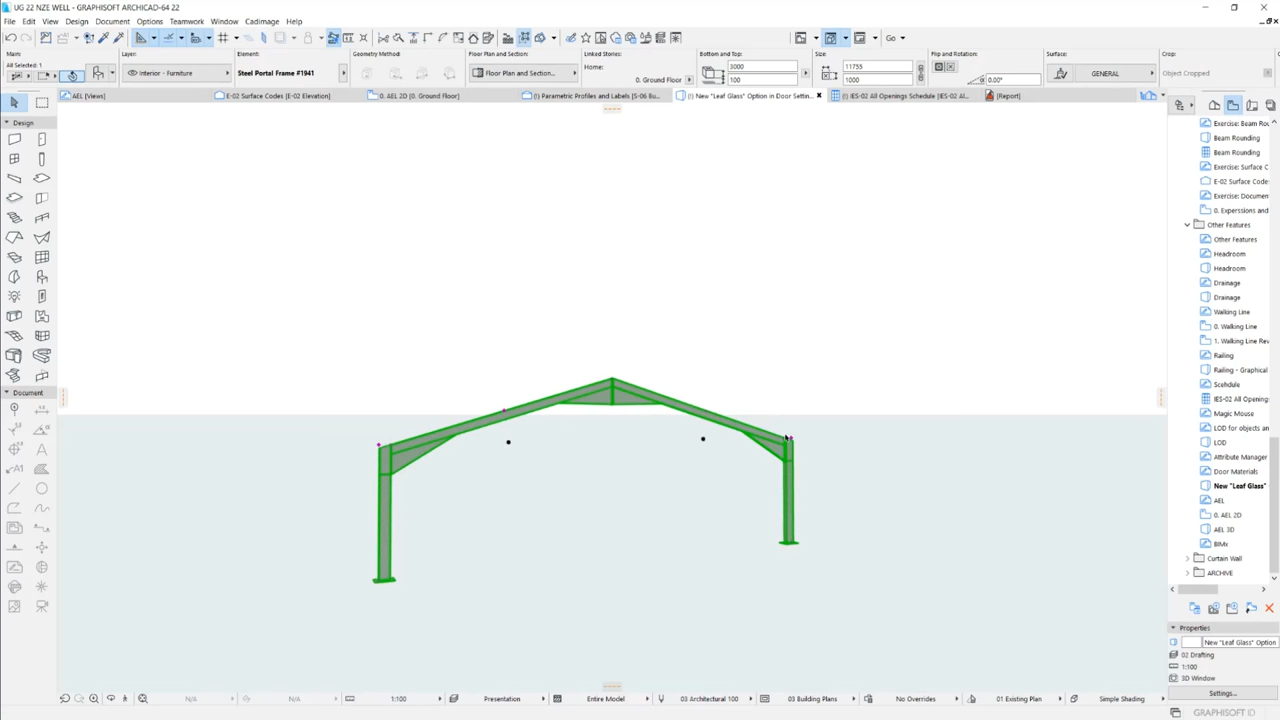 UG 22 NZE WELL - GRAPHISOFT ARCHICAD-64 22
File Edit View Design Document Options Teamwork Window Cadimage Help
Go
Main:
All Selected: 1
Layer:
Interior - Furniture
Element:
Steel Portal Frame #1941
Geometry Method:
Floor Plan and Section:
Floor Plan and Section...
Linked Stories:
Home:
0. Ground Floor
Bottom and Top:
3000
100
Size:
11755
1000
Flip and Rotation:
0.00°
Surface:
GENERAL
Crop:
Object Cropped
AEL [Views]
E-02 Surface Codes [E-02 Elevation]
0. AEL 2D [0. Ground Floor]
(!) Parametric Profiles and Labels [S-06 Bu...
(!) New "Leaf Glass" Option in Door Settin...
(!) IES-02 All Openings Schedule [IES-02 Al...
[Report]
Design
Document
Exercise: Beam Rou
Beam Rounding
Beam Rounding
Exercise: Surface C
E-02 Surface Code
Exercise: Documen
0. Experssions and
Other Features
Other Features
Headroom
Headroom
Drainage
Drainage
Walking Line
0. Walking Line
1. Walking Line Rev
Railing
Railing - Graphical
Scehdule
IES-02 All Opening
Magic Mouse
LOD for objects an
LOD
Attribute Manager
Door Materials
New "Leaf Glass"
AEL
0. AEL 2D
AEL 3D
BIMx
Curtain Wall
ARCHIVE
Properties
New "Leaf Glass" Option
02 Drafting
1:100
3D Window
Settings...
N/A
N/A
1:100
Presentation
Entire Model
03 Architectural 100
03 Building Plans
No Overrides
01 Existing Plan
Simple Shading
GRAPHISOFT ID